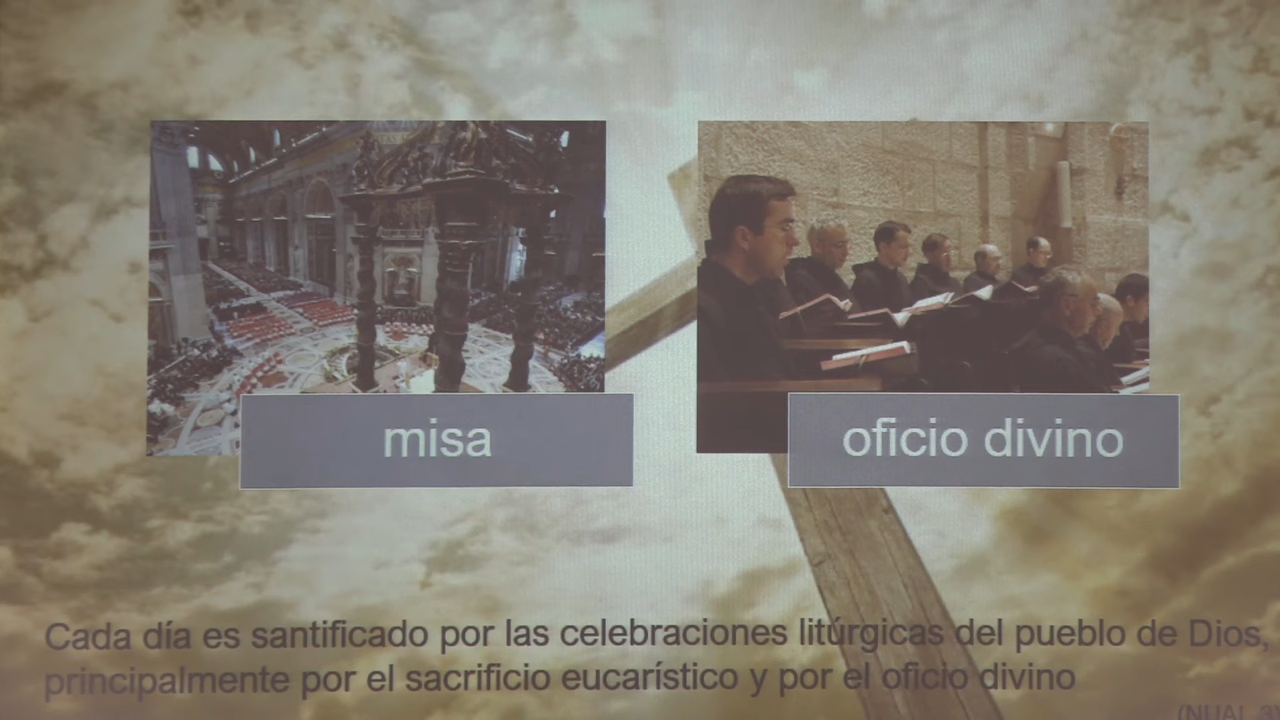 misa
oficio divino
Cada día es santificado por las celebraciones litúrgicas del pueblo de Dios,
principalmente por el sacrificio eucarístico y por el oficio divino